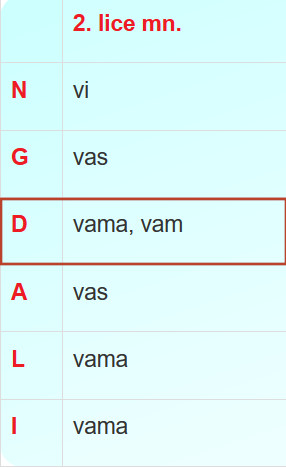 2. lice mn.
N vi
G vas
D vama, vam
A vas
L vama
I vama